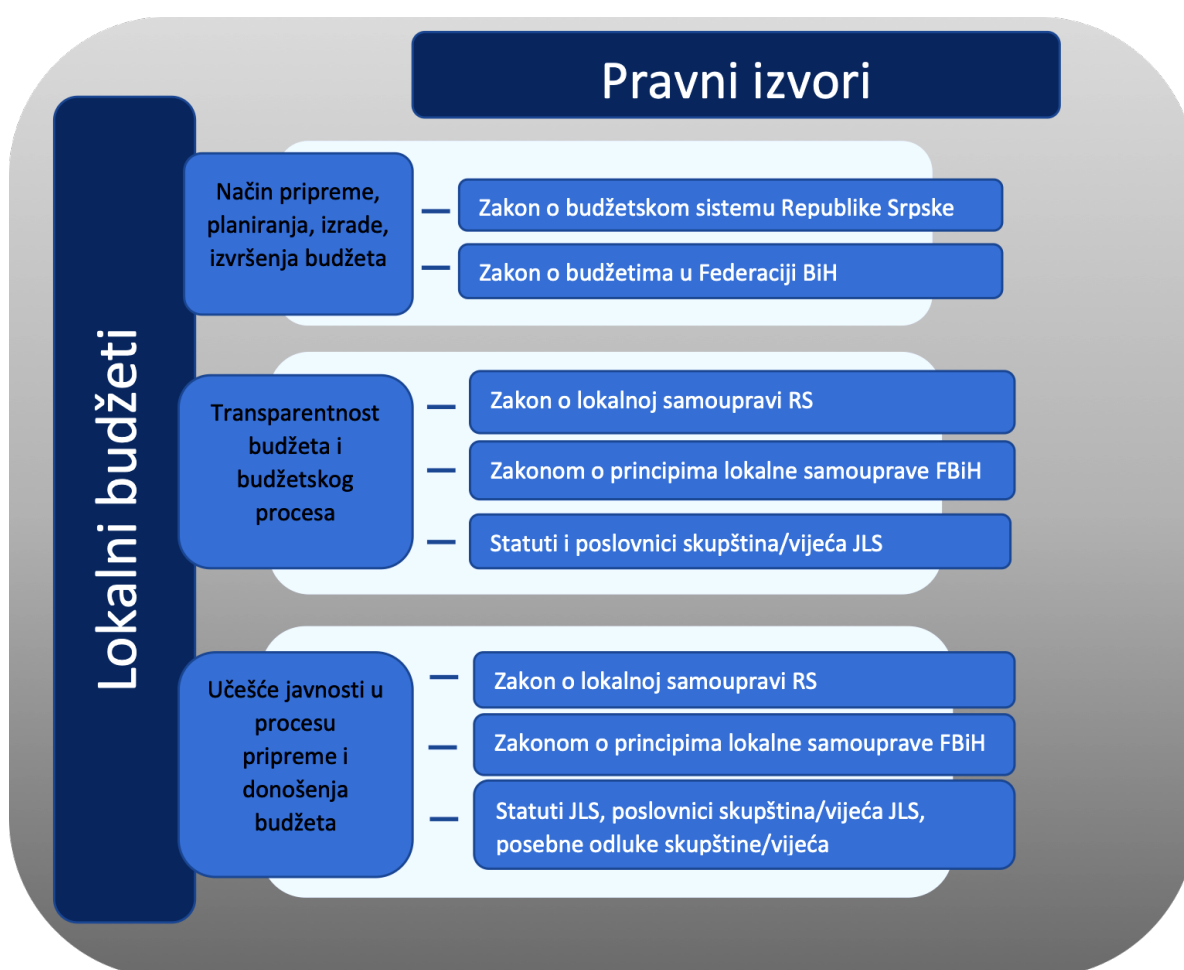 Pravni izvori
Lokalni budžeti
Način pripreme,
planiranja, izrade,
izvršenja budžeta
Zakon o budžetskom sistemu Republike Srpske
Zakon o budžetima u Federaciji BiH
Transparentnost
budžeta i
budžetskog
procesa
Zakon o lokalnoj samoupravi RS
Zakonom o principima lokalne samouprave FBiH
Statuti i poslovnici skupština/vijeća JLS
Učešće javnosti u
procesu
pripreme i
donošenja
budžeta
Zakon o lokalnoj samoupravi RS
Zakonom o principima lokalne samouprave FBiH
Statuti JLS, poslovnici skupština/vijeća JLS,
posebne odluke skupštine/vijeća